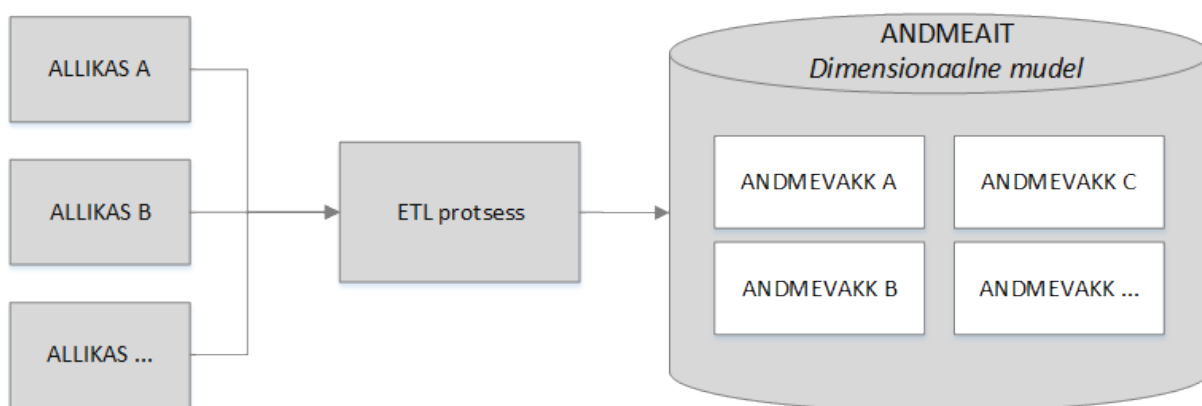 ALLIKAS A
ALLIKAS B
ALLIKAS ...
ETL protsess
ANDMEAIT
Dimensionaalne mudel
ANDMEVAKK A
ANDMEVAKK C
ANDMEVAKK B
ANDMEVAKK ...